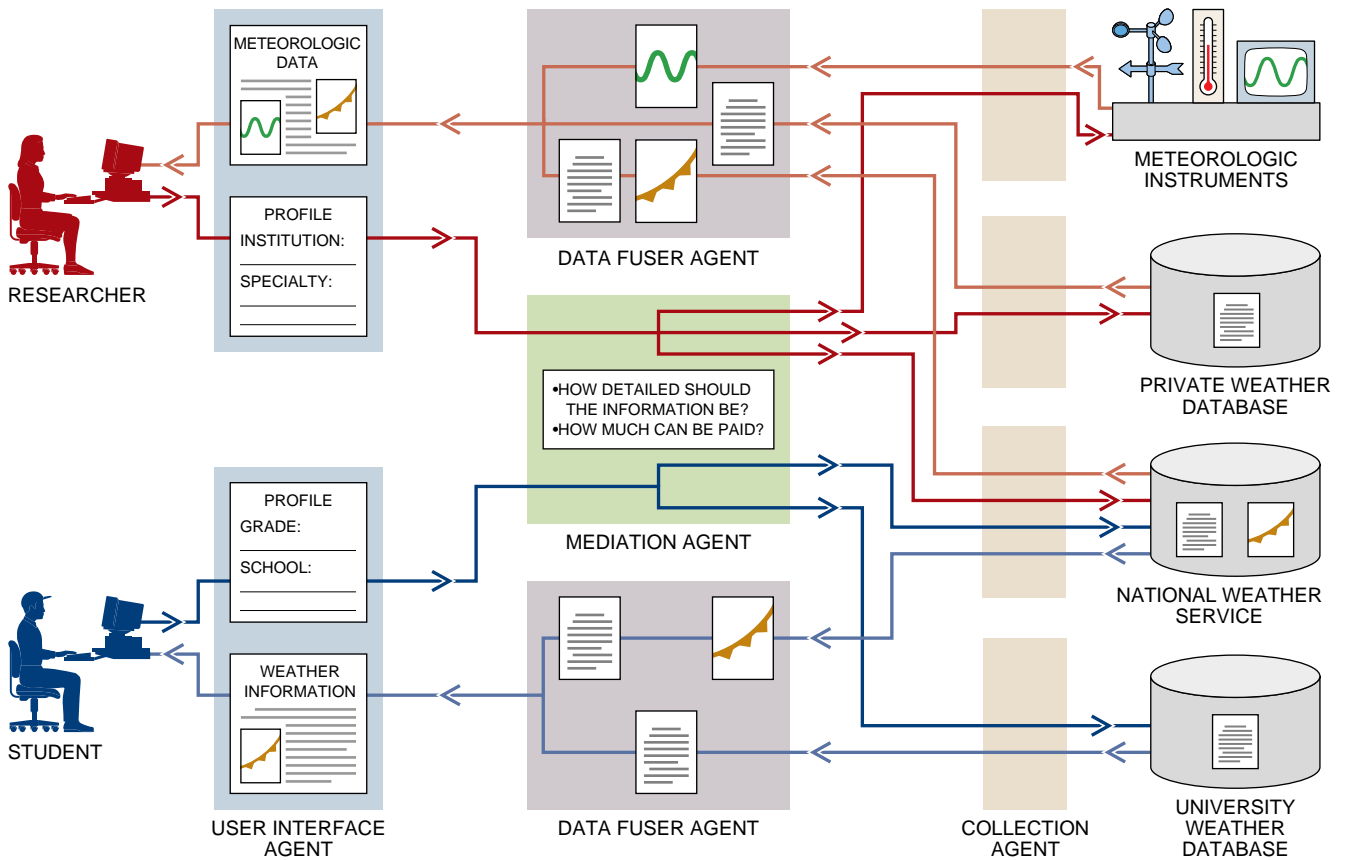 METEOROLOGIC
DATA
PROFILE
INSTITUTION:
SPECIALTY:
RESEARCHER
DATA FUSER AGENT
•HOW DETAILED SHOULD
THE INFORMATION BE?
•HOW MUCH CAN BE PAID?
MEDIATION AGENT
METEOROLOGIC
INSTRUMENTS
PRIVATE WEATHER
DATABASE
NATIONAL WEATHER
SERVICE
PROFILE
GRADE:
SCHOOL:
WEATHER
INFORMATION
STUDENT
USER INTERFACE
AGENT
DATA FUSER AGENT
COLLECTION
AGENT
UNIVERSITY
WEATHER
DATABASE